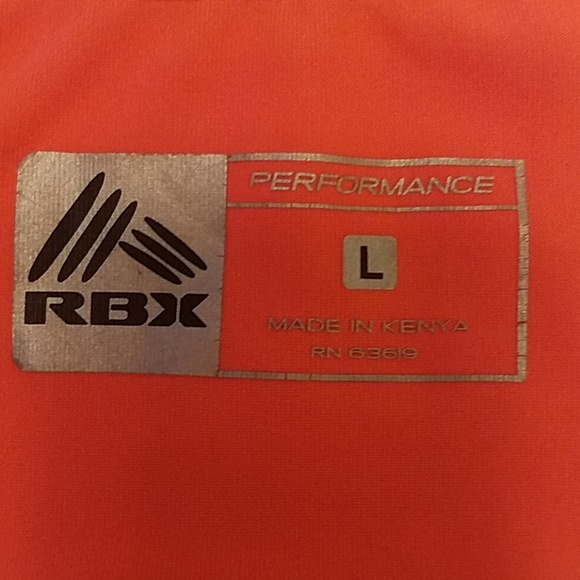 RBX
PERFORMANCE
L
MADE IN KENYA
RN 63619